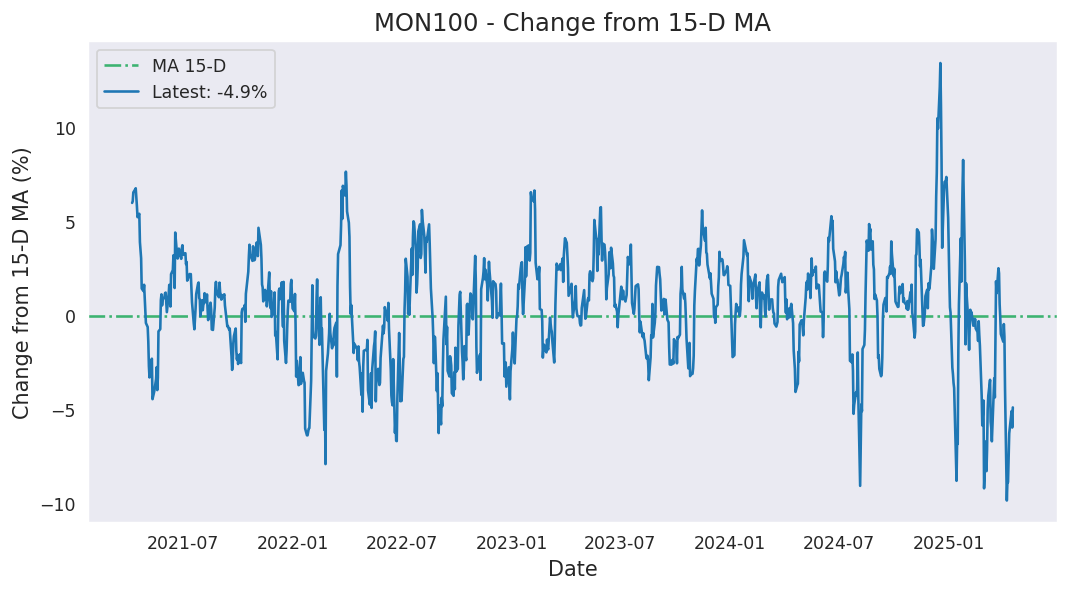 MON100 - Change from 15-D MA
MA 15-D
Latest: -4.9%
Change from 15-D MA (%)
10
5
0
−5
−10
2021-07
2022-01
2022-07
2023-01
2023-07
2024-01
2024-07
2025-01
Date